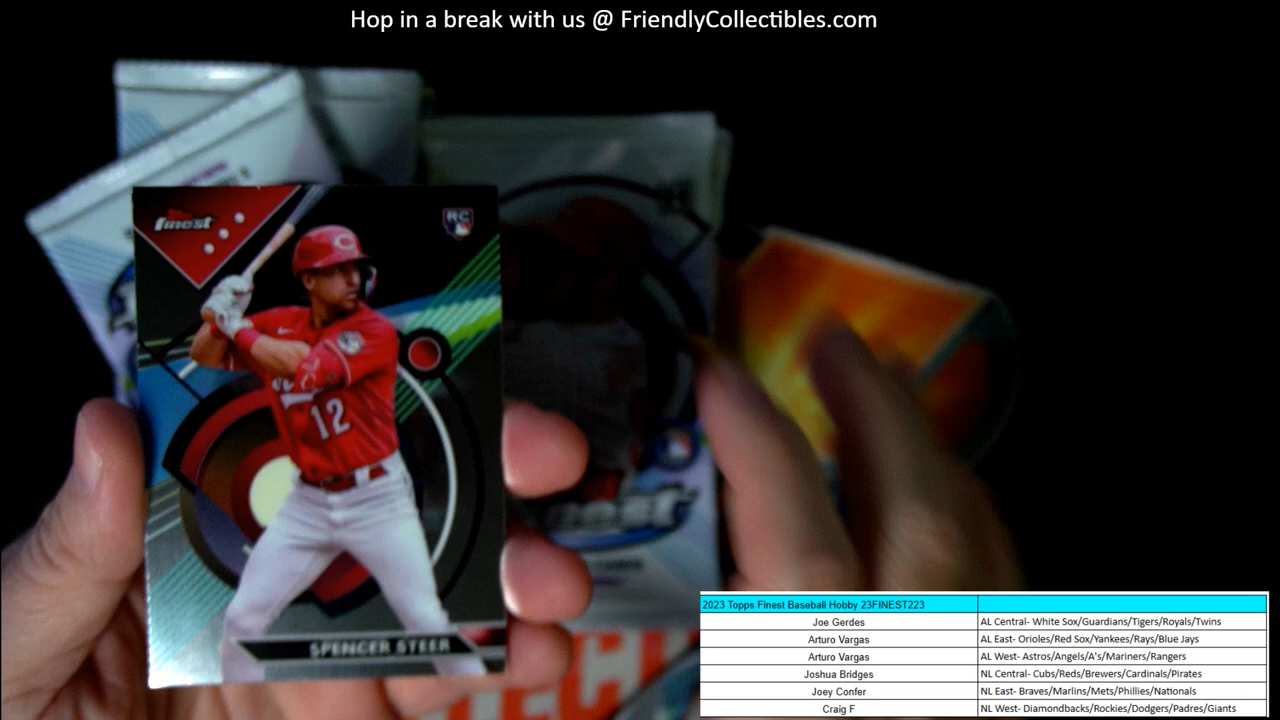 Hop in a break with us @ FriendlyCollectibles.com
finest
RC
12
SPENCER STEER
2023 Topps Finest Baseball Hobby 23FINEST223
Joe Gerdes AL Central- White Sox/Guardians/Tigers/Royals/Twins
Arturo Vargas AL East- Orioles/Red Sox/Yankees/Rays/Blue Jays
Arturo Vargas AL West- Astros/Angels/A's/Mariners/Rangers
Joshua Bridges NL Central- Cubs/Reds/Brewers/Cardinals/Pirates
Joey Confer NL East- Braves/Marlins/Mets/Phillies/Nationals
Craig F NL West- Diamondbacks/Rockies/Dodgers/Padres/Giants